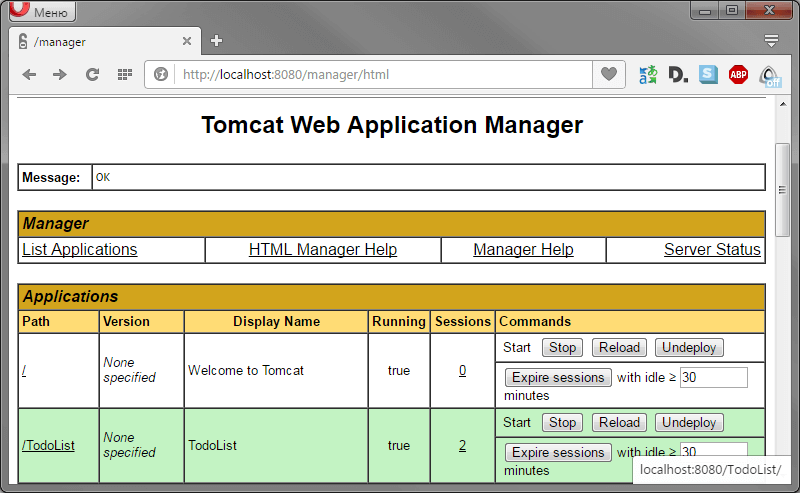 Меню
/manager
http://localhost:8080/manager/html
D.
S
ABP
Off
Tomcat Web Application Manager
Message: OK
Manager
List Applications HTML Manager Help Manager Help Server Status
Applications
Path Version Display Name Running Sessions Commands
/ None specified Welcome to Tomcat true 0 Start Stop Reload Undeploy
Expire sessions with idle ≥ 30 minutes
/TodoList None specified TodoList true 2 Start Stop Reload Undeploy
Expire sessions with idle ≥ 30 minutes
localhost:8080/TodoList/